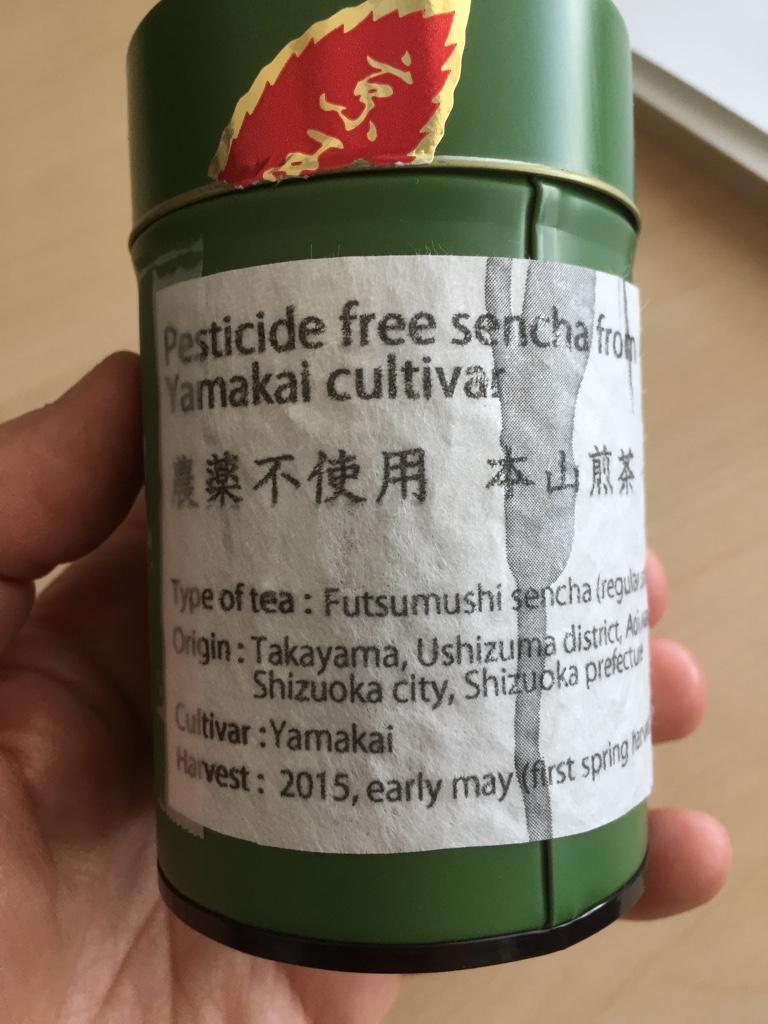 Pesticide free sencha from
Yamakai cultivar
農薬不使用 本山煎茶
Type of tea : Futsumushi sencha (regular
Origin : Takayama, Ushizuma district,
Shizuoka city, Shizuoka prefecture
Cultivar : Yamakai
Harvest : 2015, early may (first spring